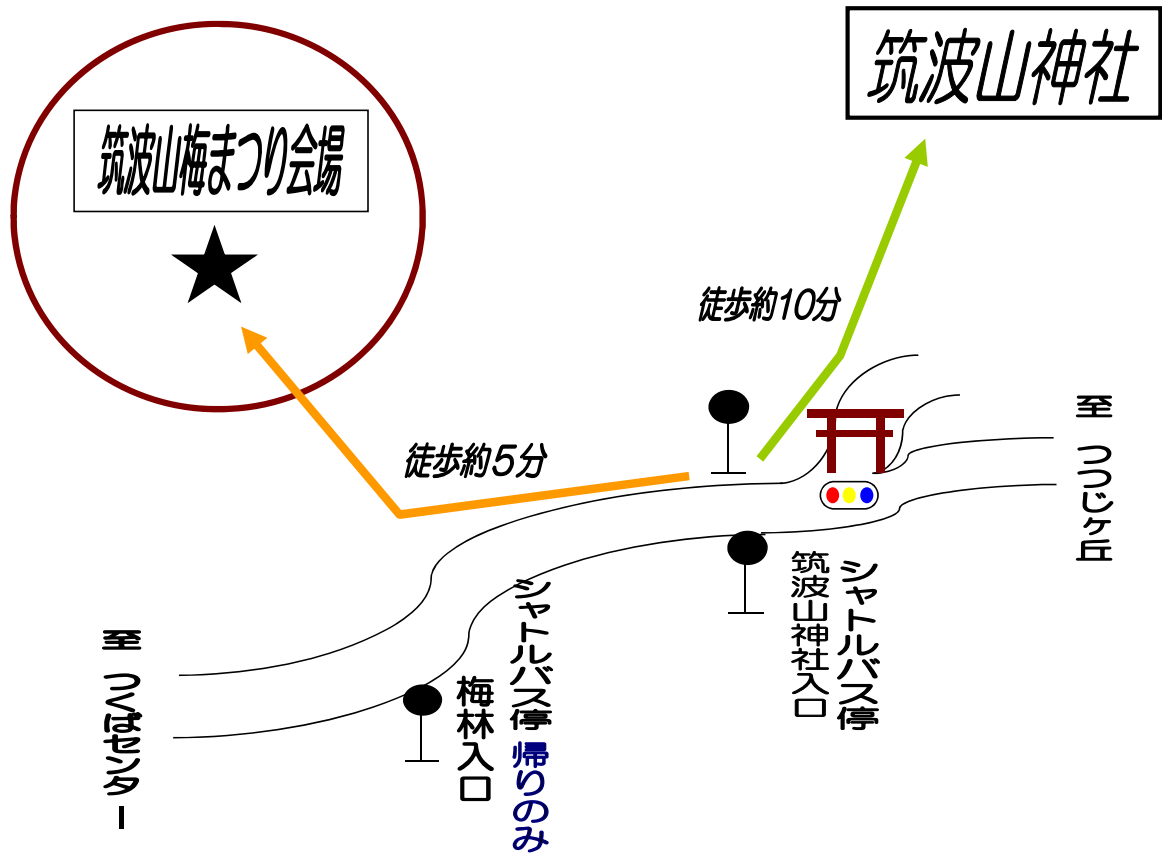 筑波山神社
筑波山梅まつり会場
徒歩約10分
徒歩約5分
至 つつじヶ丘
シャトルバス停
筑波山神社入口
シャトルバス停 帰りのみ
梅林入口
至 つくばセンター